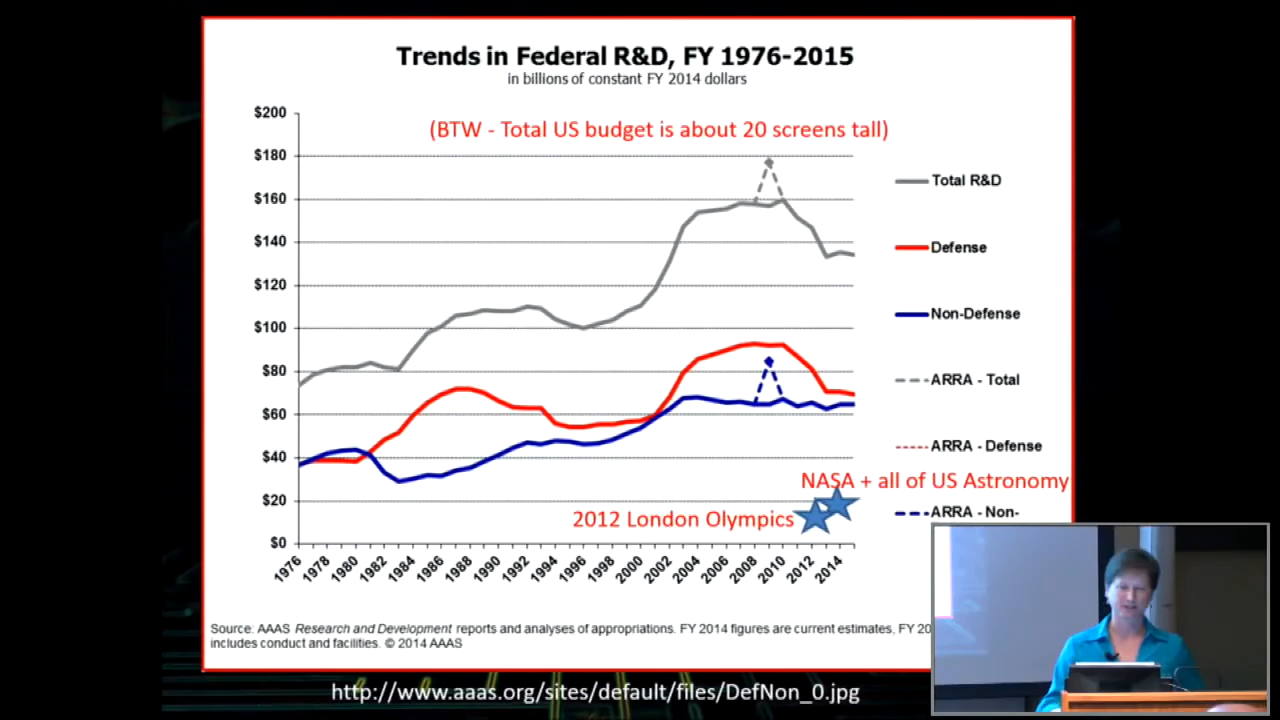 Trends in Federal R&D, FY 1976-2015
in billions of constant FY 2014 dollars
(BTW - Total US budget is about 20 screens tall)
$200
$180
$160
$140
$120
$100
$80
$60
$40
$20
$0
1976
1978
1980
1982
1984
1986
1988
1990
1992
1994
1996
1998
2000
2002
2004
2006
2008
2010
2012
2014
Total R&D
Defense
Non-Defense
ARRA - Total
ARRA - Defense
NASA + all of US Astronomy
ARRA - Non-
2012 London Olympics
Source: AAAS Research and Development reports and analyses of appropriations. FY 2014 figures are current estimates, FY 20
includes conduct and facilities. © 2014 AAAS
http://www.aaas.org/sites/default/files/DefNon_0.jpg